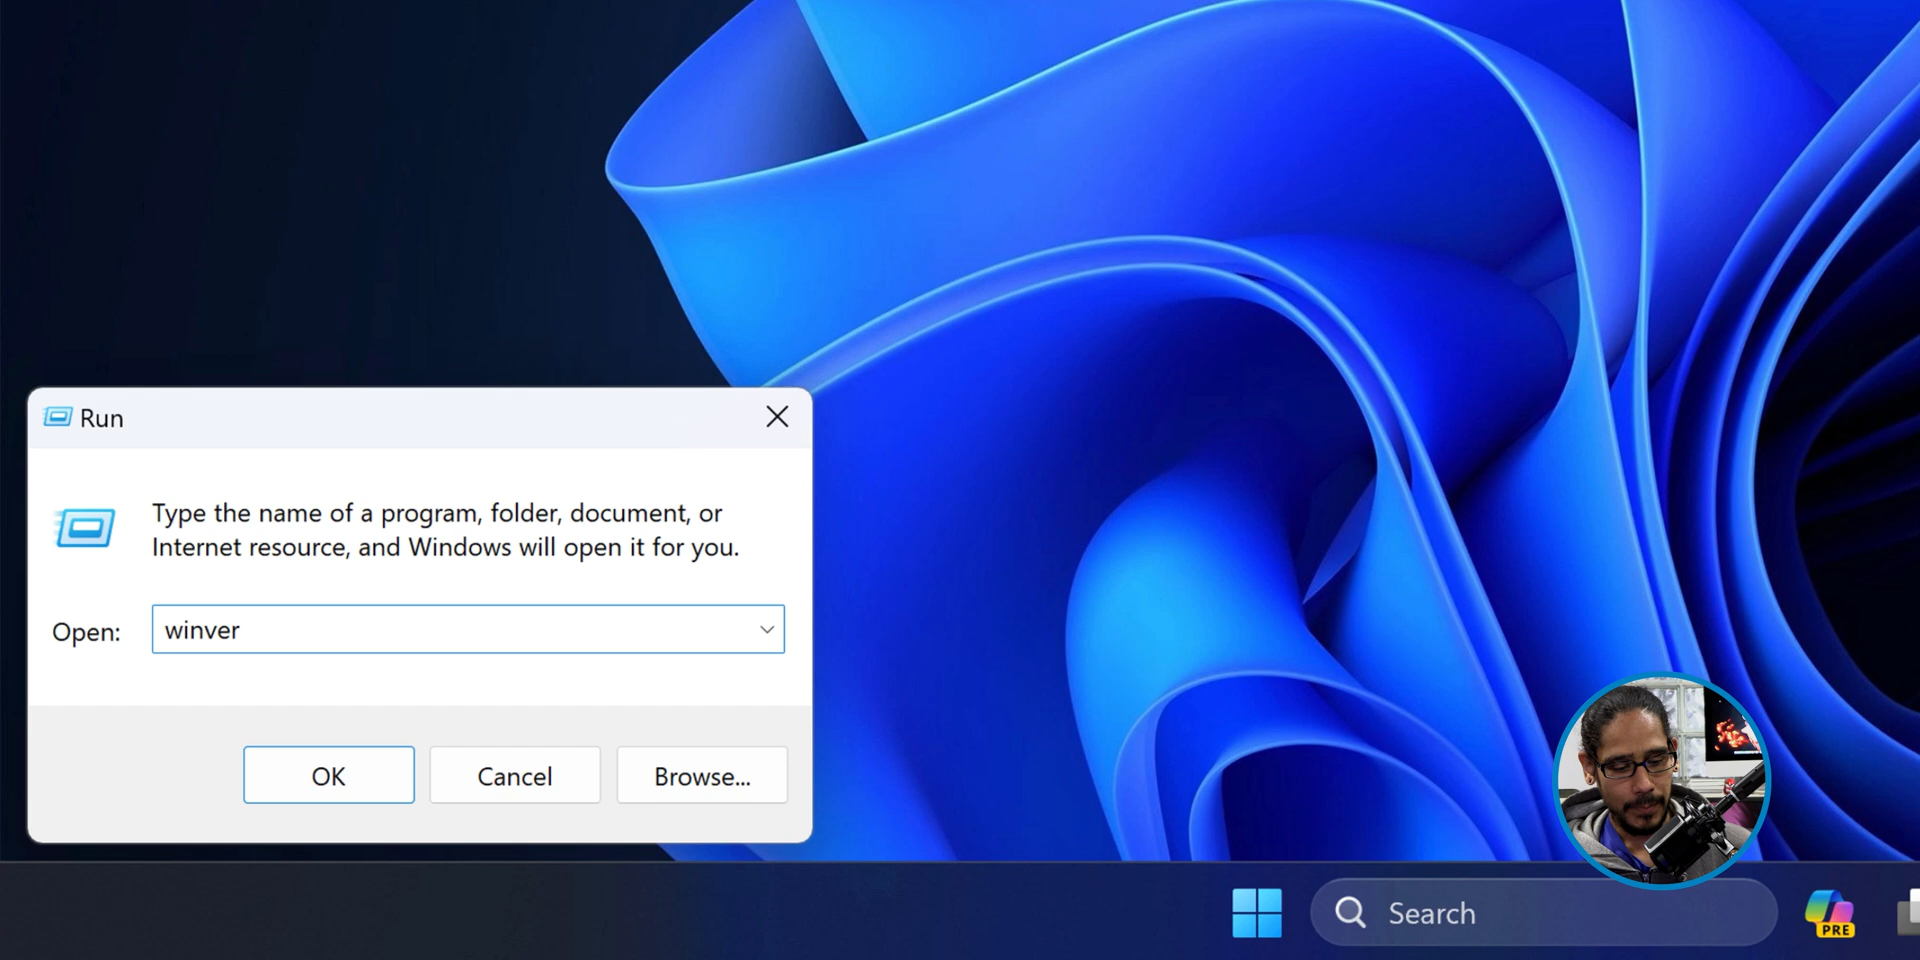 Run
Type the name of a program, folder, document, or
Internet resource, and Windows will open it for you.
Open: winver
OK Cancel Browse...
Search
PRE